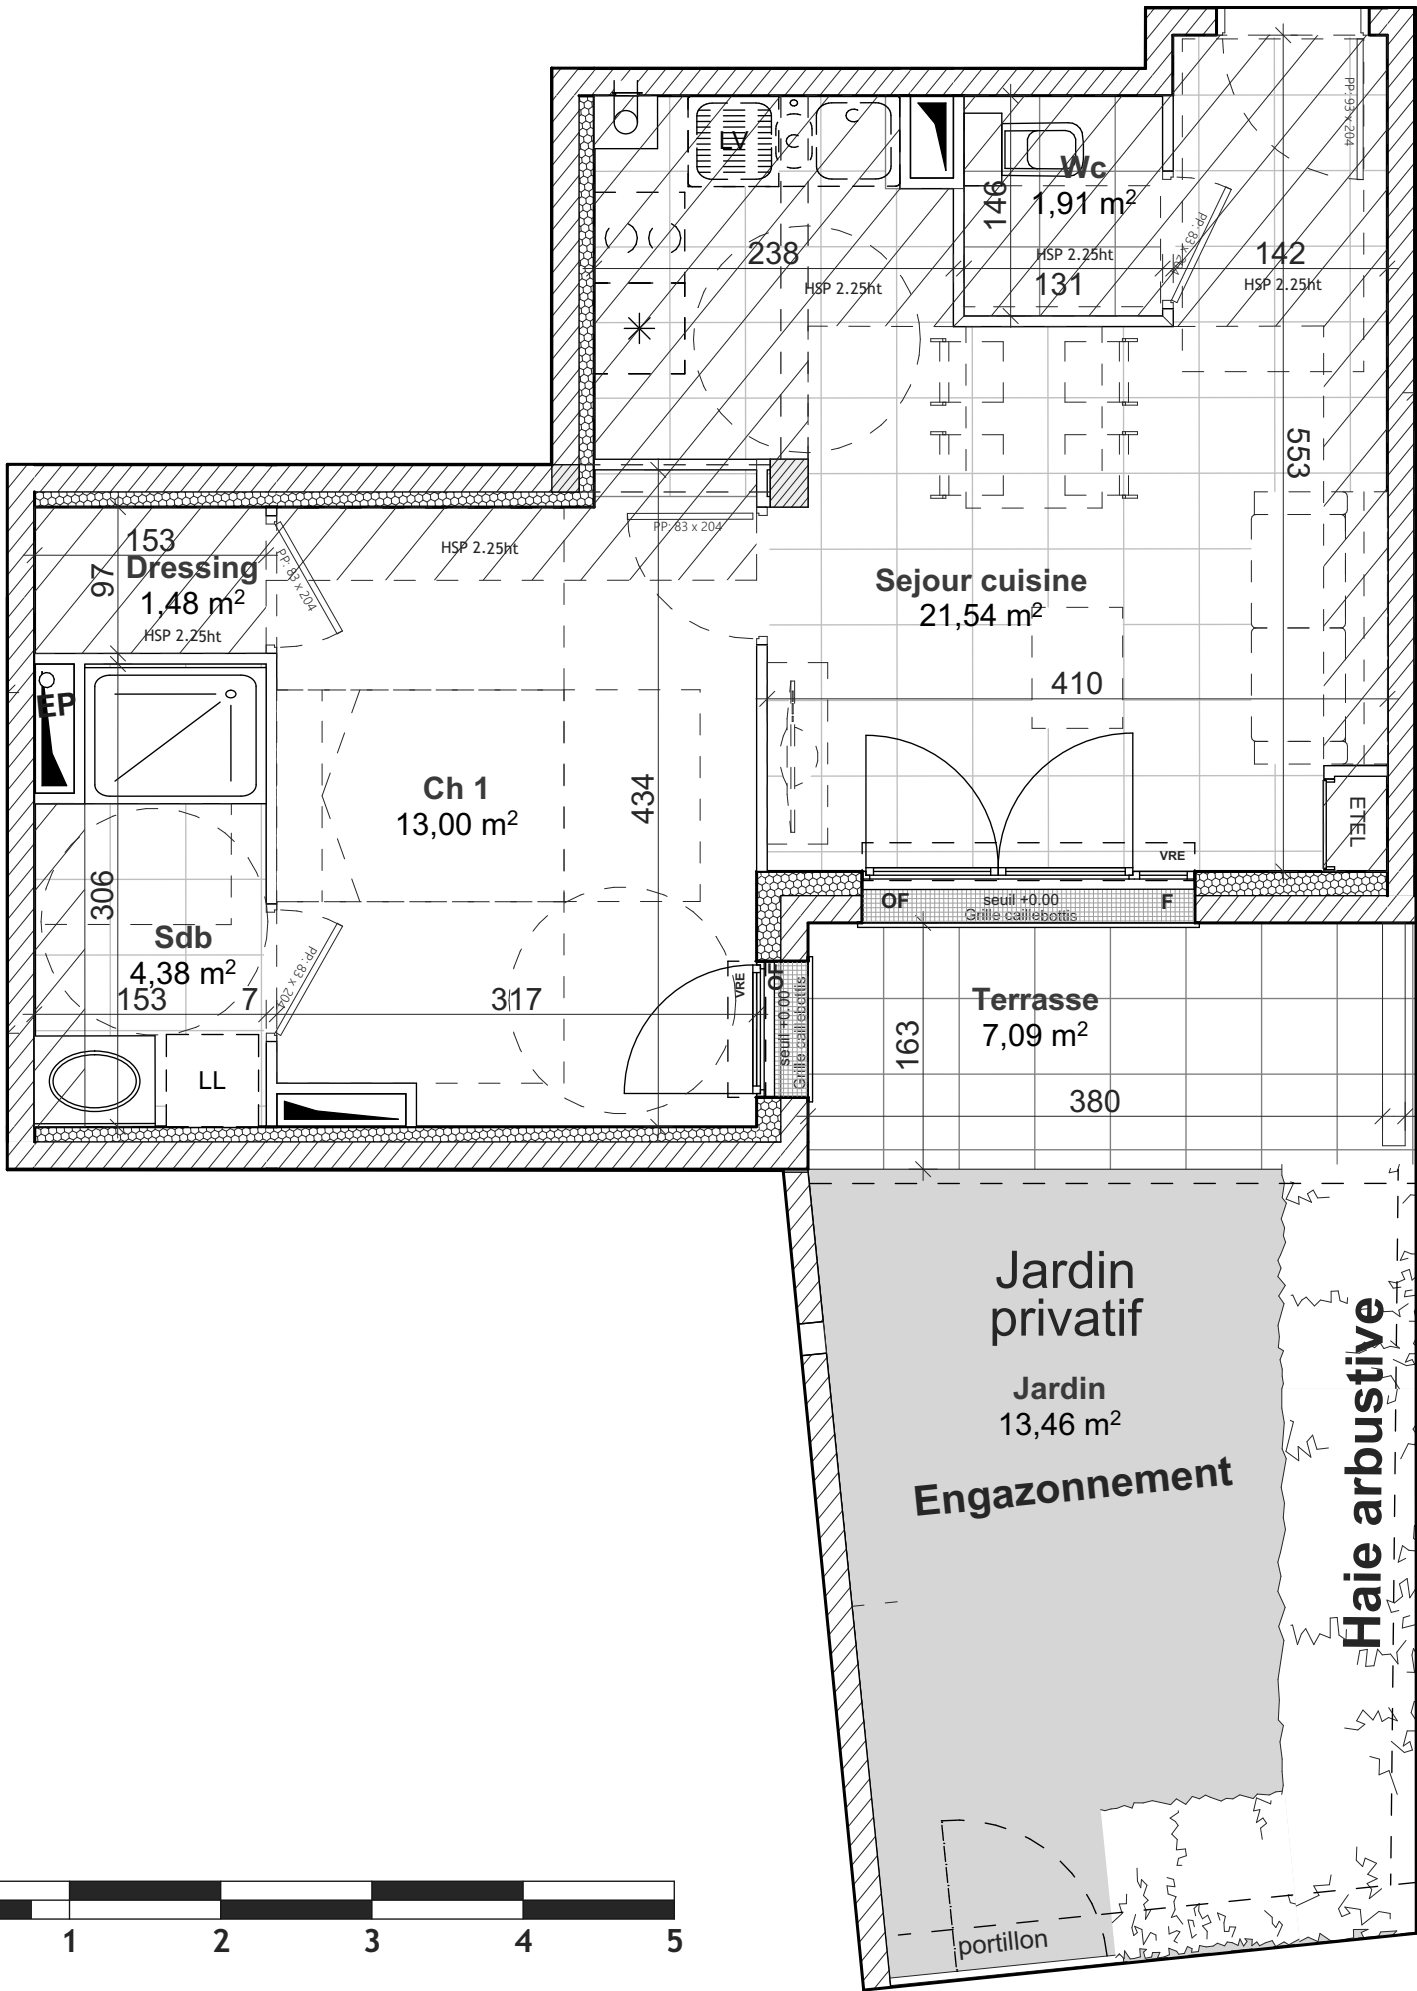 PP: 93 x 204
LV
Wc
1,91 m²
146
HSP 2.25ht
131
PP: 83 x 204
238
HSP 2.25ht
142
HSP 2.25ht
553
PP: 83 x 204
HSP 2.25ht
153
Dressing
97
1,48 m²
HSP 2.25ht
PP: 83 x 204
Sejour cuisine
21,54 m²
410
EP
Ch 1
13,00 m²
434
ETEL
VRE
OF
seuil +0.00
F
Grille caillebottis
306
Sdb
4,38 m²
153
7
PP: 83 x 204
317
VRE
OF
seuil +0.00
Grille caillebottis
LL
Terrasse
7,09 m²
163
380
Jardin
privatif
Jardin
13,46 m²
Engazonnement
Haie arbustive
portillon
1 2 3 4 5